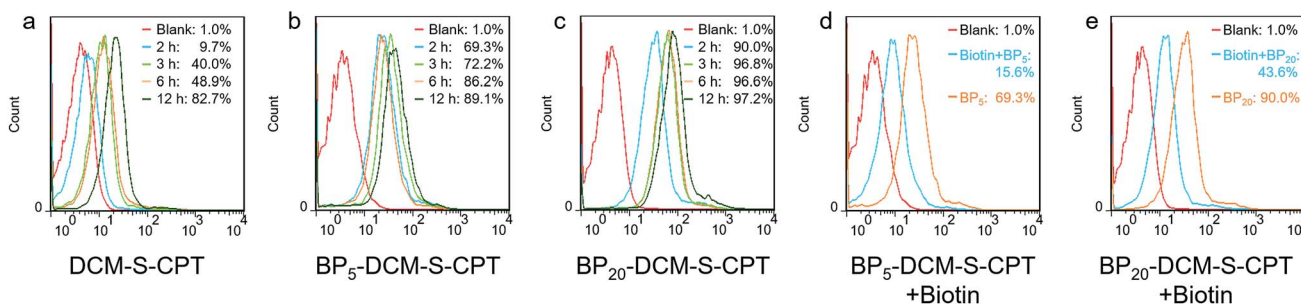 a
Blank: 1.0%
2 h: 9.7%
3 h: 40.0%
6 h: 48.9%
12 h: 82.7%
Count
0
10⁰ 10¹ 10² 10³ 10⁴
DCM-S-CPT
b
Blank: 1.0%
2 h: 69.3%
3 h: 72.2%
6 h: 86.2%
12 h: 89.1%
Count
0
10⁰ 10¹ 10² 10³ 10⁴
BP₅-DCM-S-CPT
c
Blank: 1.0%
2 h: 90.0%
3 h: 96.8%
6 h: 96.6%
12 h: 97.2%
Count
0
10⁰ 10¹ 10² 10³ 10⁴
BP₂₀-DCM-S-CPT
d
Blank: 1.0%
Biotin+BP₅:
15.6%
BP₅: 69.3%
Count
0
10⁰ 10¹ 10² 10³ 10⁴
BP₅-DCM-S-CPT
+Biotin
e
Blank: 1.0%
Biotin+BP₂₀:
43.6%
BP₂₀: 90.0%
Count
0
10⁰ 10¹ 10² 10³
BP₂₀-DCM-S-CPT
+Biotin